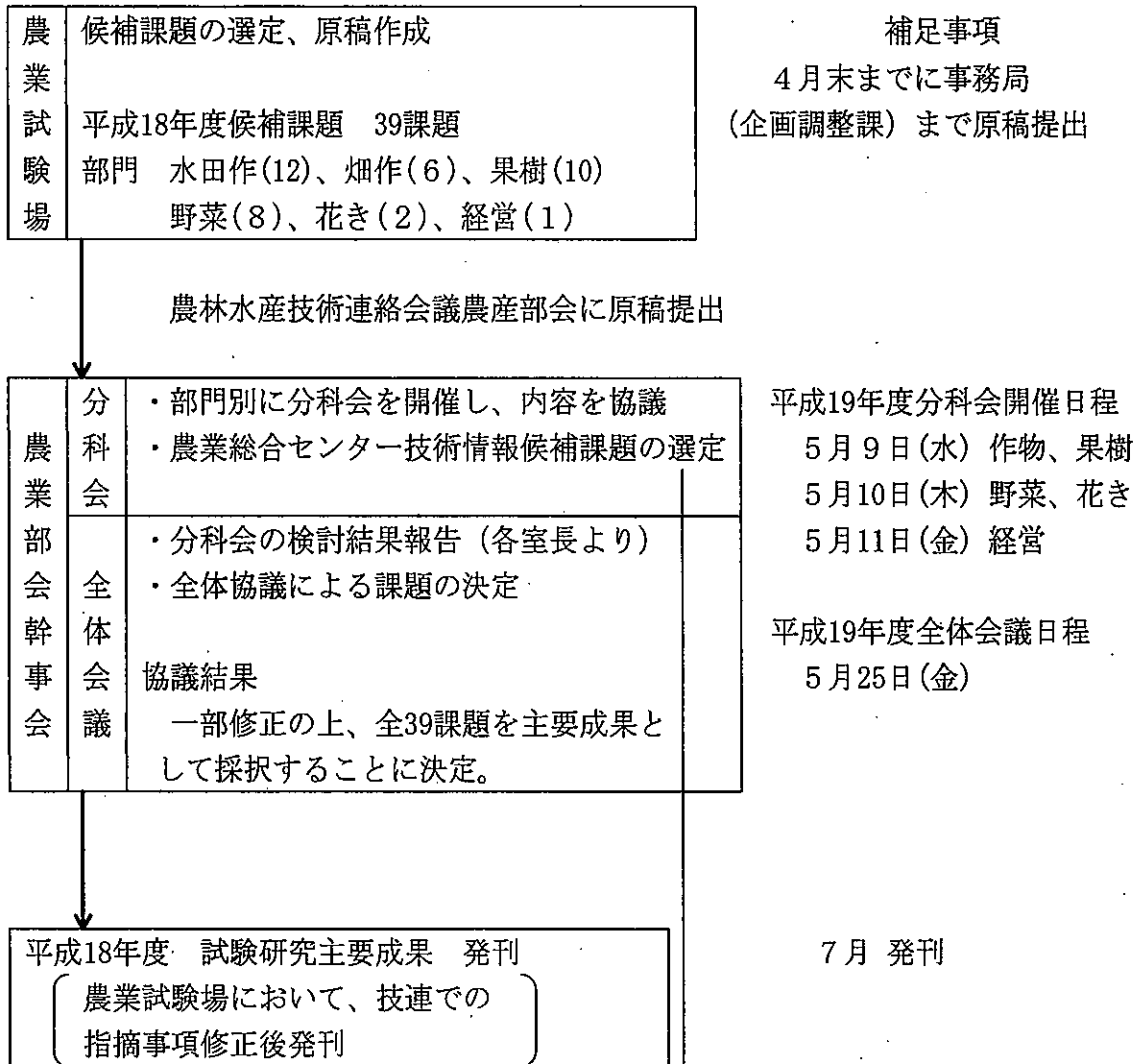 農業試験場
候補課題の選定、原稿作成
平成18年度候補課題　39課題
部門　水田作(12)、畑作(６)、果樹(10)
野菜(８)、花き(２)、経営(１)
補足事項
４月末までに事務局
(企画調整課) まで原稿提出
農林水産技術連絡会議農産部会に原稿提出
農業部会幹事会
分科会
・部門別に分科会を開催し、内容を協議
・農業総合センター技術情報候補課題の選定
平成19年度分科会開催日程
５月９日(水) 作物、果樹
５月10日(木) 野菜、花き
５月11日(金) 経営
全体会議
・分科会の検討結果報告（各室長より）
・全体協議による課題の決定
協議結果
一部修正の上、全39課題を主要成果と
して採択することに決定。
平成19年度全体会議日程
５月25日(金)
平成18年度　試験研究主要成果　発刊
農業試験場において、技連での
指摘事項修正後発刊
７月 発刊